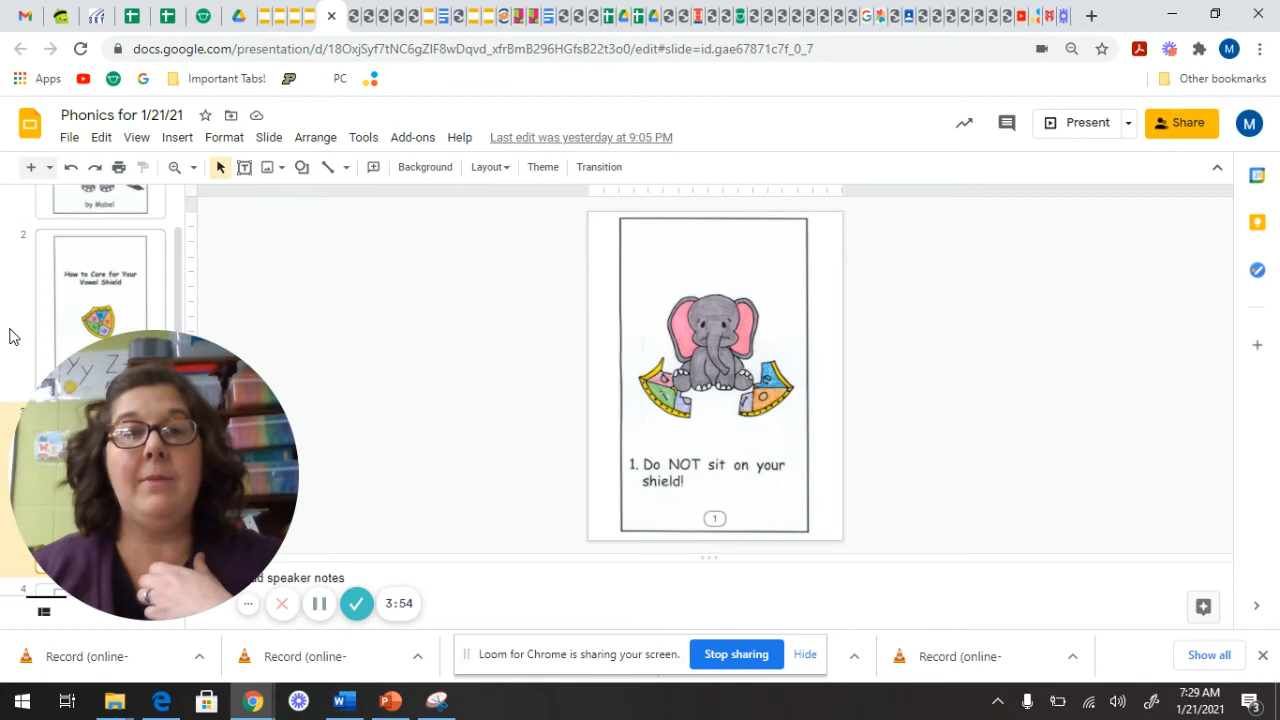 docs.google.com/presentation/d/18OxjSyf7tNC6gZIF8wDqvd_xfrBmB296HGfsB22t3o0/edit#slide=id.gae67871c7f_0_7
Apps
Important Tabs!
PC
Other bookmarks
Phonics for 1/21/21
File Edit View Insert Format Slide Arrange Tools Add-ons Help Last edit was yesterday at 9:05 PM
Present
Share
M
Background Layout Theme Transition
by Mabel
2
How to Care for Your
Vowel Shield
4
Yy Z
1. Do NOT sit on your
shield!
1
speaker notes
3:54
Record (online-
Record (online-
Loom for Chrome is sharing your screen. Stop sharing Hide
Record (online-
Show all
7:29 AM
1/21/2021
3